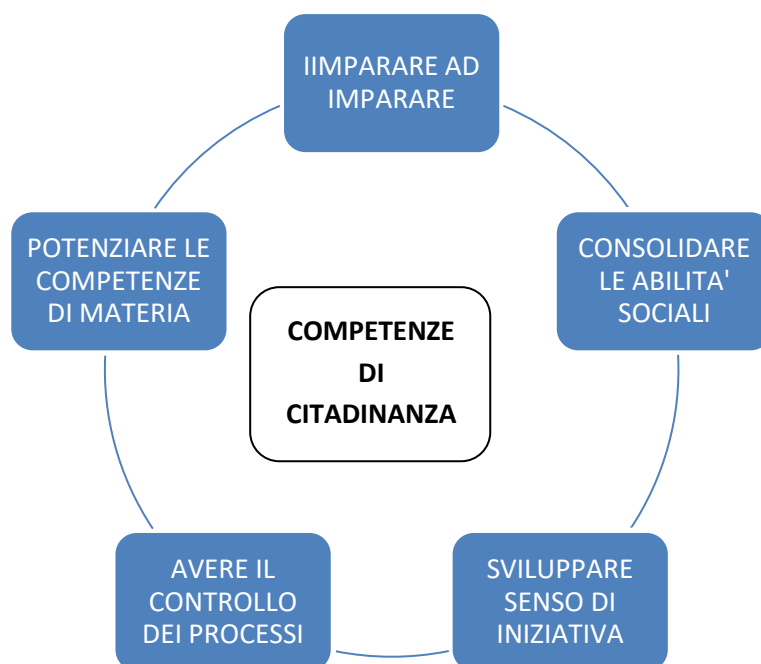 IIMPARARE AD
IMPARARE
CONSOLIDARE
LE ABILITA'
SOCIALI
SVILUPPARE
SENSO DI
INIZIATIVA
AVERE IL
CONTROLLO
DEI PROCESSI
POTENZIARE LE
COMPETENZE
DI MATERIA
COMPETENZE
DI
CITADINANZA